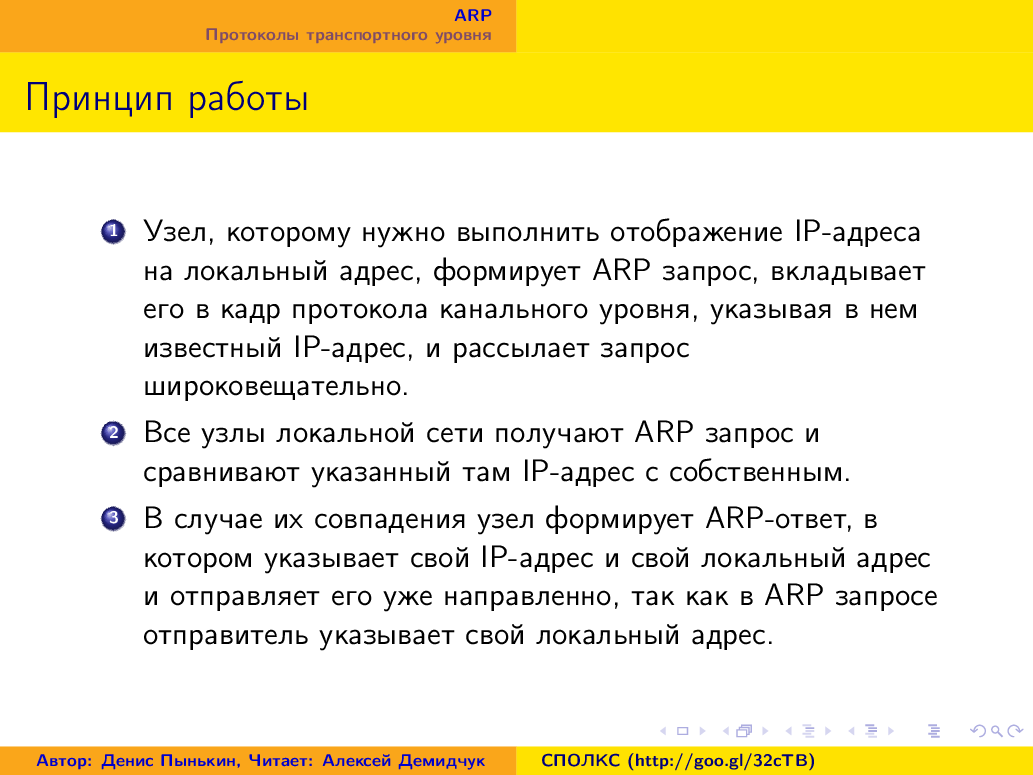 ARP
Протоколы транспортного уровня
Принцип работы
1 Узел, которому нужно выполнить отображение IP-адреса
на локальный адрес, формирует ARP запрос, вкладывает
его в кадр протокола канального уровня, указывая в нем
известный IP-адрес, и рассылает запрос
широковещательно.
2 Все узлы локальной сети получают ARP запрос и
сравнивают указанный там IP-адрес с собственным.
3 В случае их совпадения узел формирует ARP-ответ, в
котором указывает свой IP-адрес и свой локальный адрес
и отправляет его уже направленно, так как в ARP запросе
отправитель указывает свой локальный адрес.
Автор: Денис Пынькин, Читает: Алексей Демидчук
СПОЛКС (http://goo.gl/32cTB)